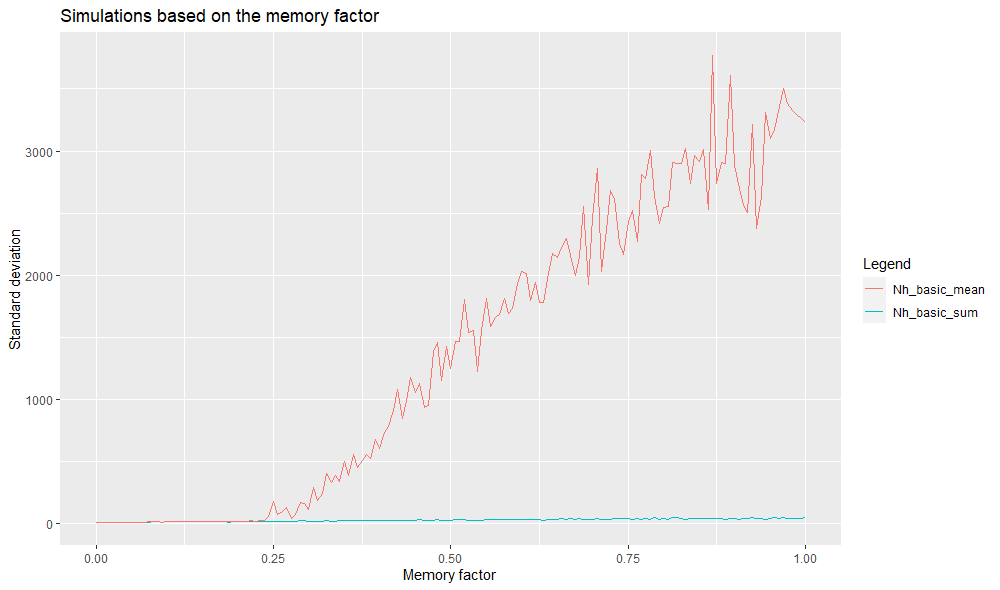 Simulations based on the memory factor
Standard deviation
3000
2000
1000
0
0.00
0.25
0.50
0.75
1.00
Memory factor
Legend
Nh_basic_mean
Nh_basic_sum